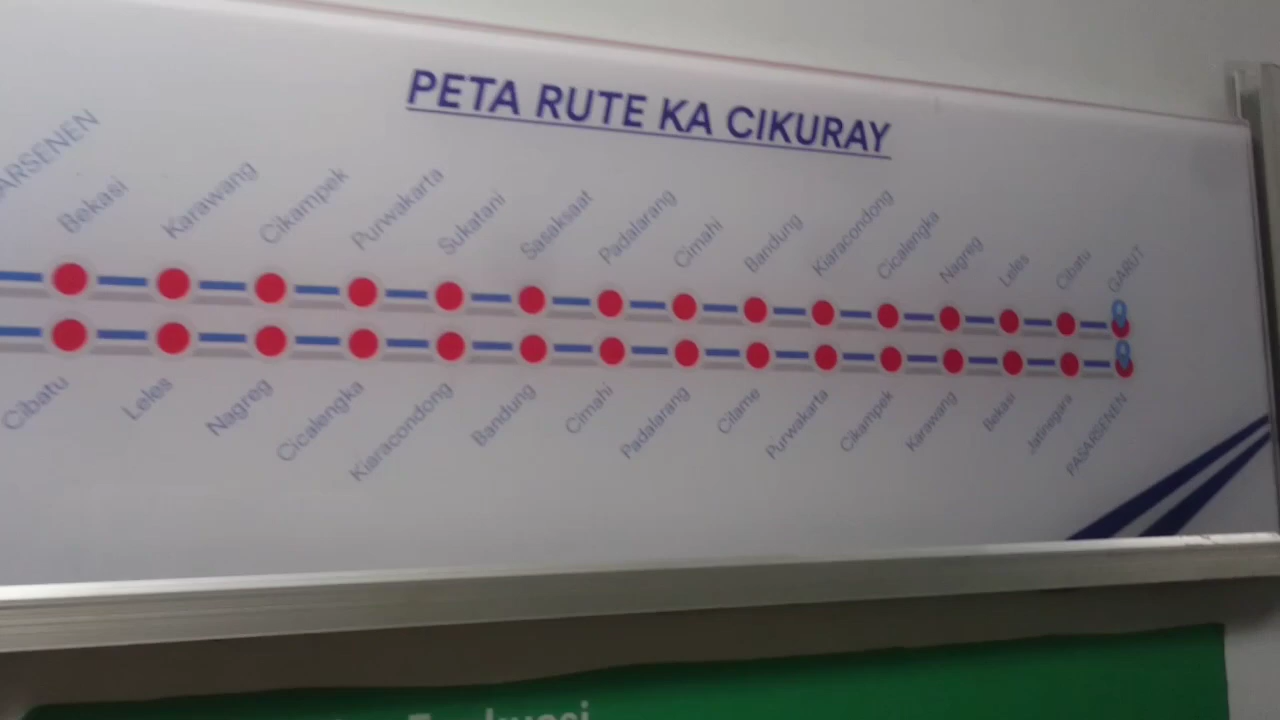 PETA RUTE KA CIKURAY
ARSENEN
Bekasi
Karawang
Cikampek
Purwakarta
Sukatani
Sasaksaat
Padalarang
Cimahi
Bandung
Kiaracondong
Cicalengka
Nagreg
Leles
Cibatu
GARUT
Cibatu
Leles
Nagreg
Cicalengka
Kiaracondong
Bandung
Cimahi
Padalarang
Cilame
Purwakarta
Cikampek
Karawang
Bekasi
Jatinegara
PASARSENEN